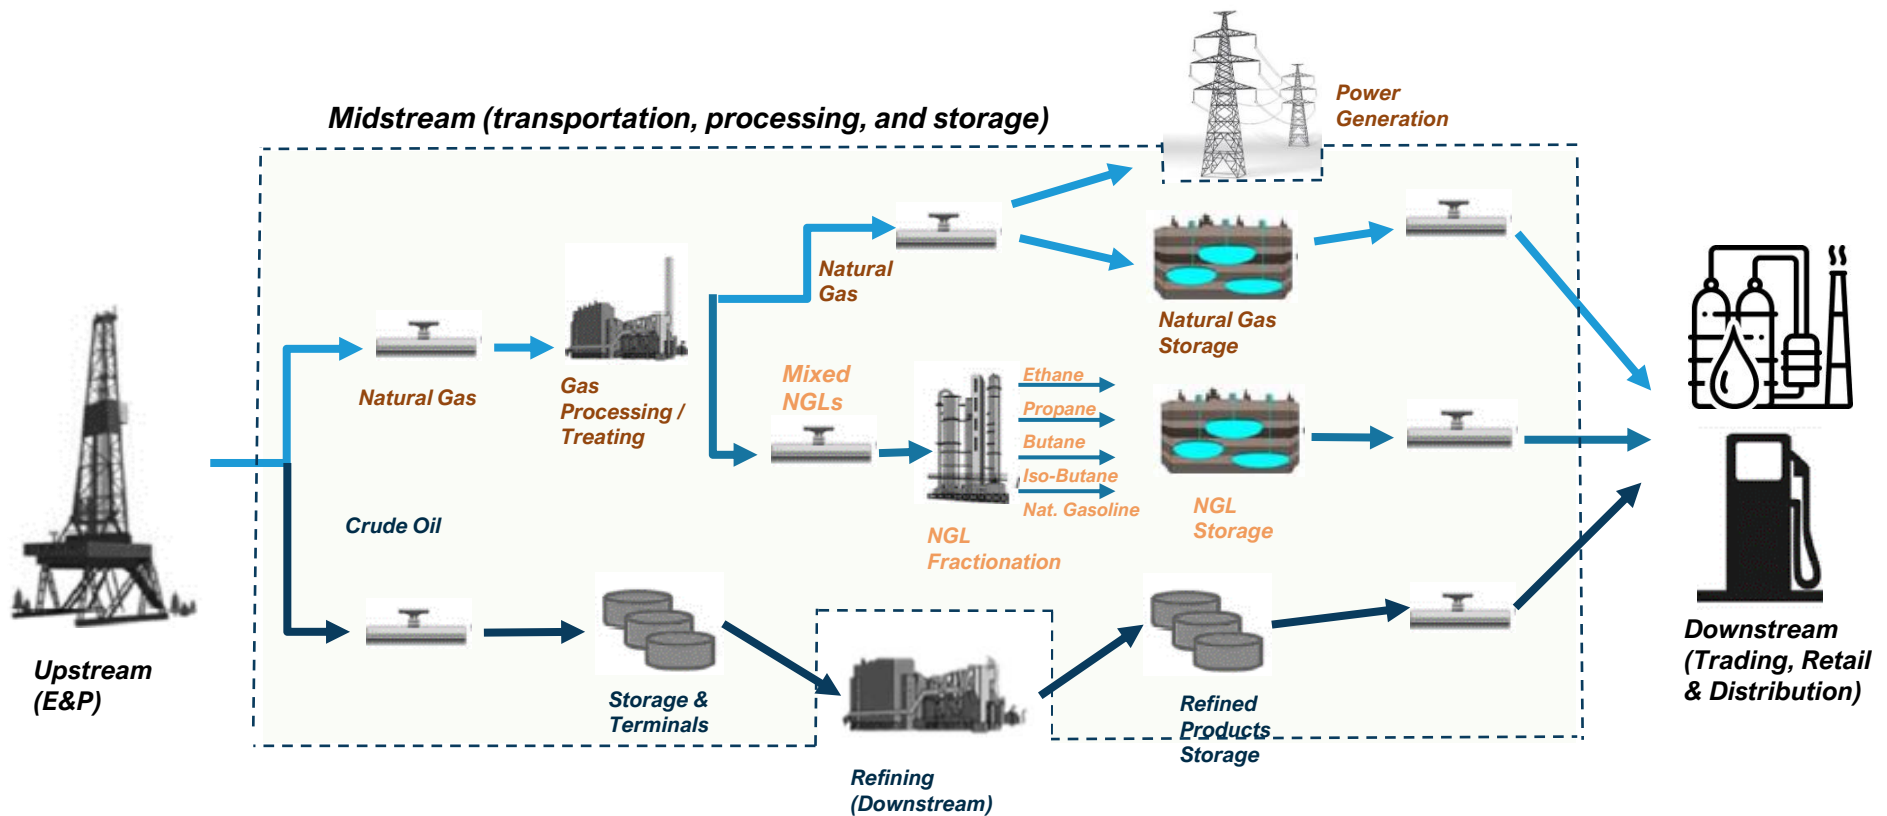 Power
Generation
Midstream (transportation, processing, and storage)
Natural
Gas
Natural Gas
Storage
Natural Gas
Gas
Processing /
Treating
Mixed
NGLs
Ethane
Propane
Butane
Iso-Butane
Nat. Gasoline
NGL
Fractionation
NGL
Storage
Crude Oil
Upstream
(E&P)
Storage &
Terminals
Refining
(Downstream)
Refined
Products
Storage
Downstream
(Trading, Retail
& Distribution)